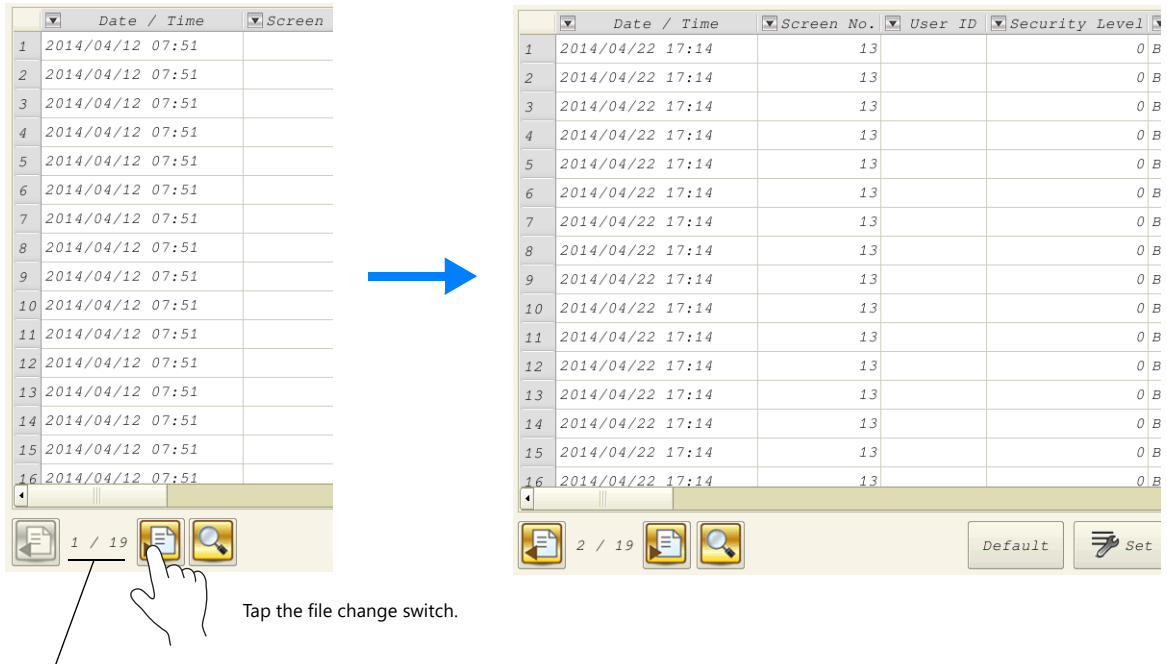 Date / Time Screen
1 2014/04/12 07:51
2 2014/04/12 07:51
3 2014/04/12 07:51
4 2014/04/12 07:51
5 2014/04/12 07:51
6 2014/04/12 07:51
7 2014/04/12 07:51
8 2014/04/12 07:51
9 2014/04/12 07:51
10 2014/04/12 07:51
11 2014/04/12 07:51
12 2014/04/12 07:51
13 2014/04/12 07:51
14 2014/04/12 07:51
15 2014/04/12 07:51
16 2014/04/12 07:51
1 / 19
Tap the file change switch.
Date / Time Screen No. User ID Security Level
1 2014/04/22 17:14 13 0 B
2 2014/04/22 17:14 13 0 B
3 2014/04/22 17:14 13 0 B
4 2014/04/22 17:14 13 0 B
5 2014/04/22 17:14 13 0 B
6 2014/04/22 17:14 13 0 B
7 2014/04/22 17:14 13 0 B
8 2014/04/22 17:14 13 0 B
9 2014/04/22 17:14 13 0 B
10 2014/04/22 17:14 13 0 B
11 2014/04/22 17:14 13 0 B
12 2014/04/22 17:14 13 0 B
13 2014/04/22 17:14 13 0 B
14 2014/04/22 17:14 13 0 B
15 2014/04/22 17:14 13 0 B
16 2014/04/22 17:14 13 0 B
2 / 19 Default Set